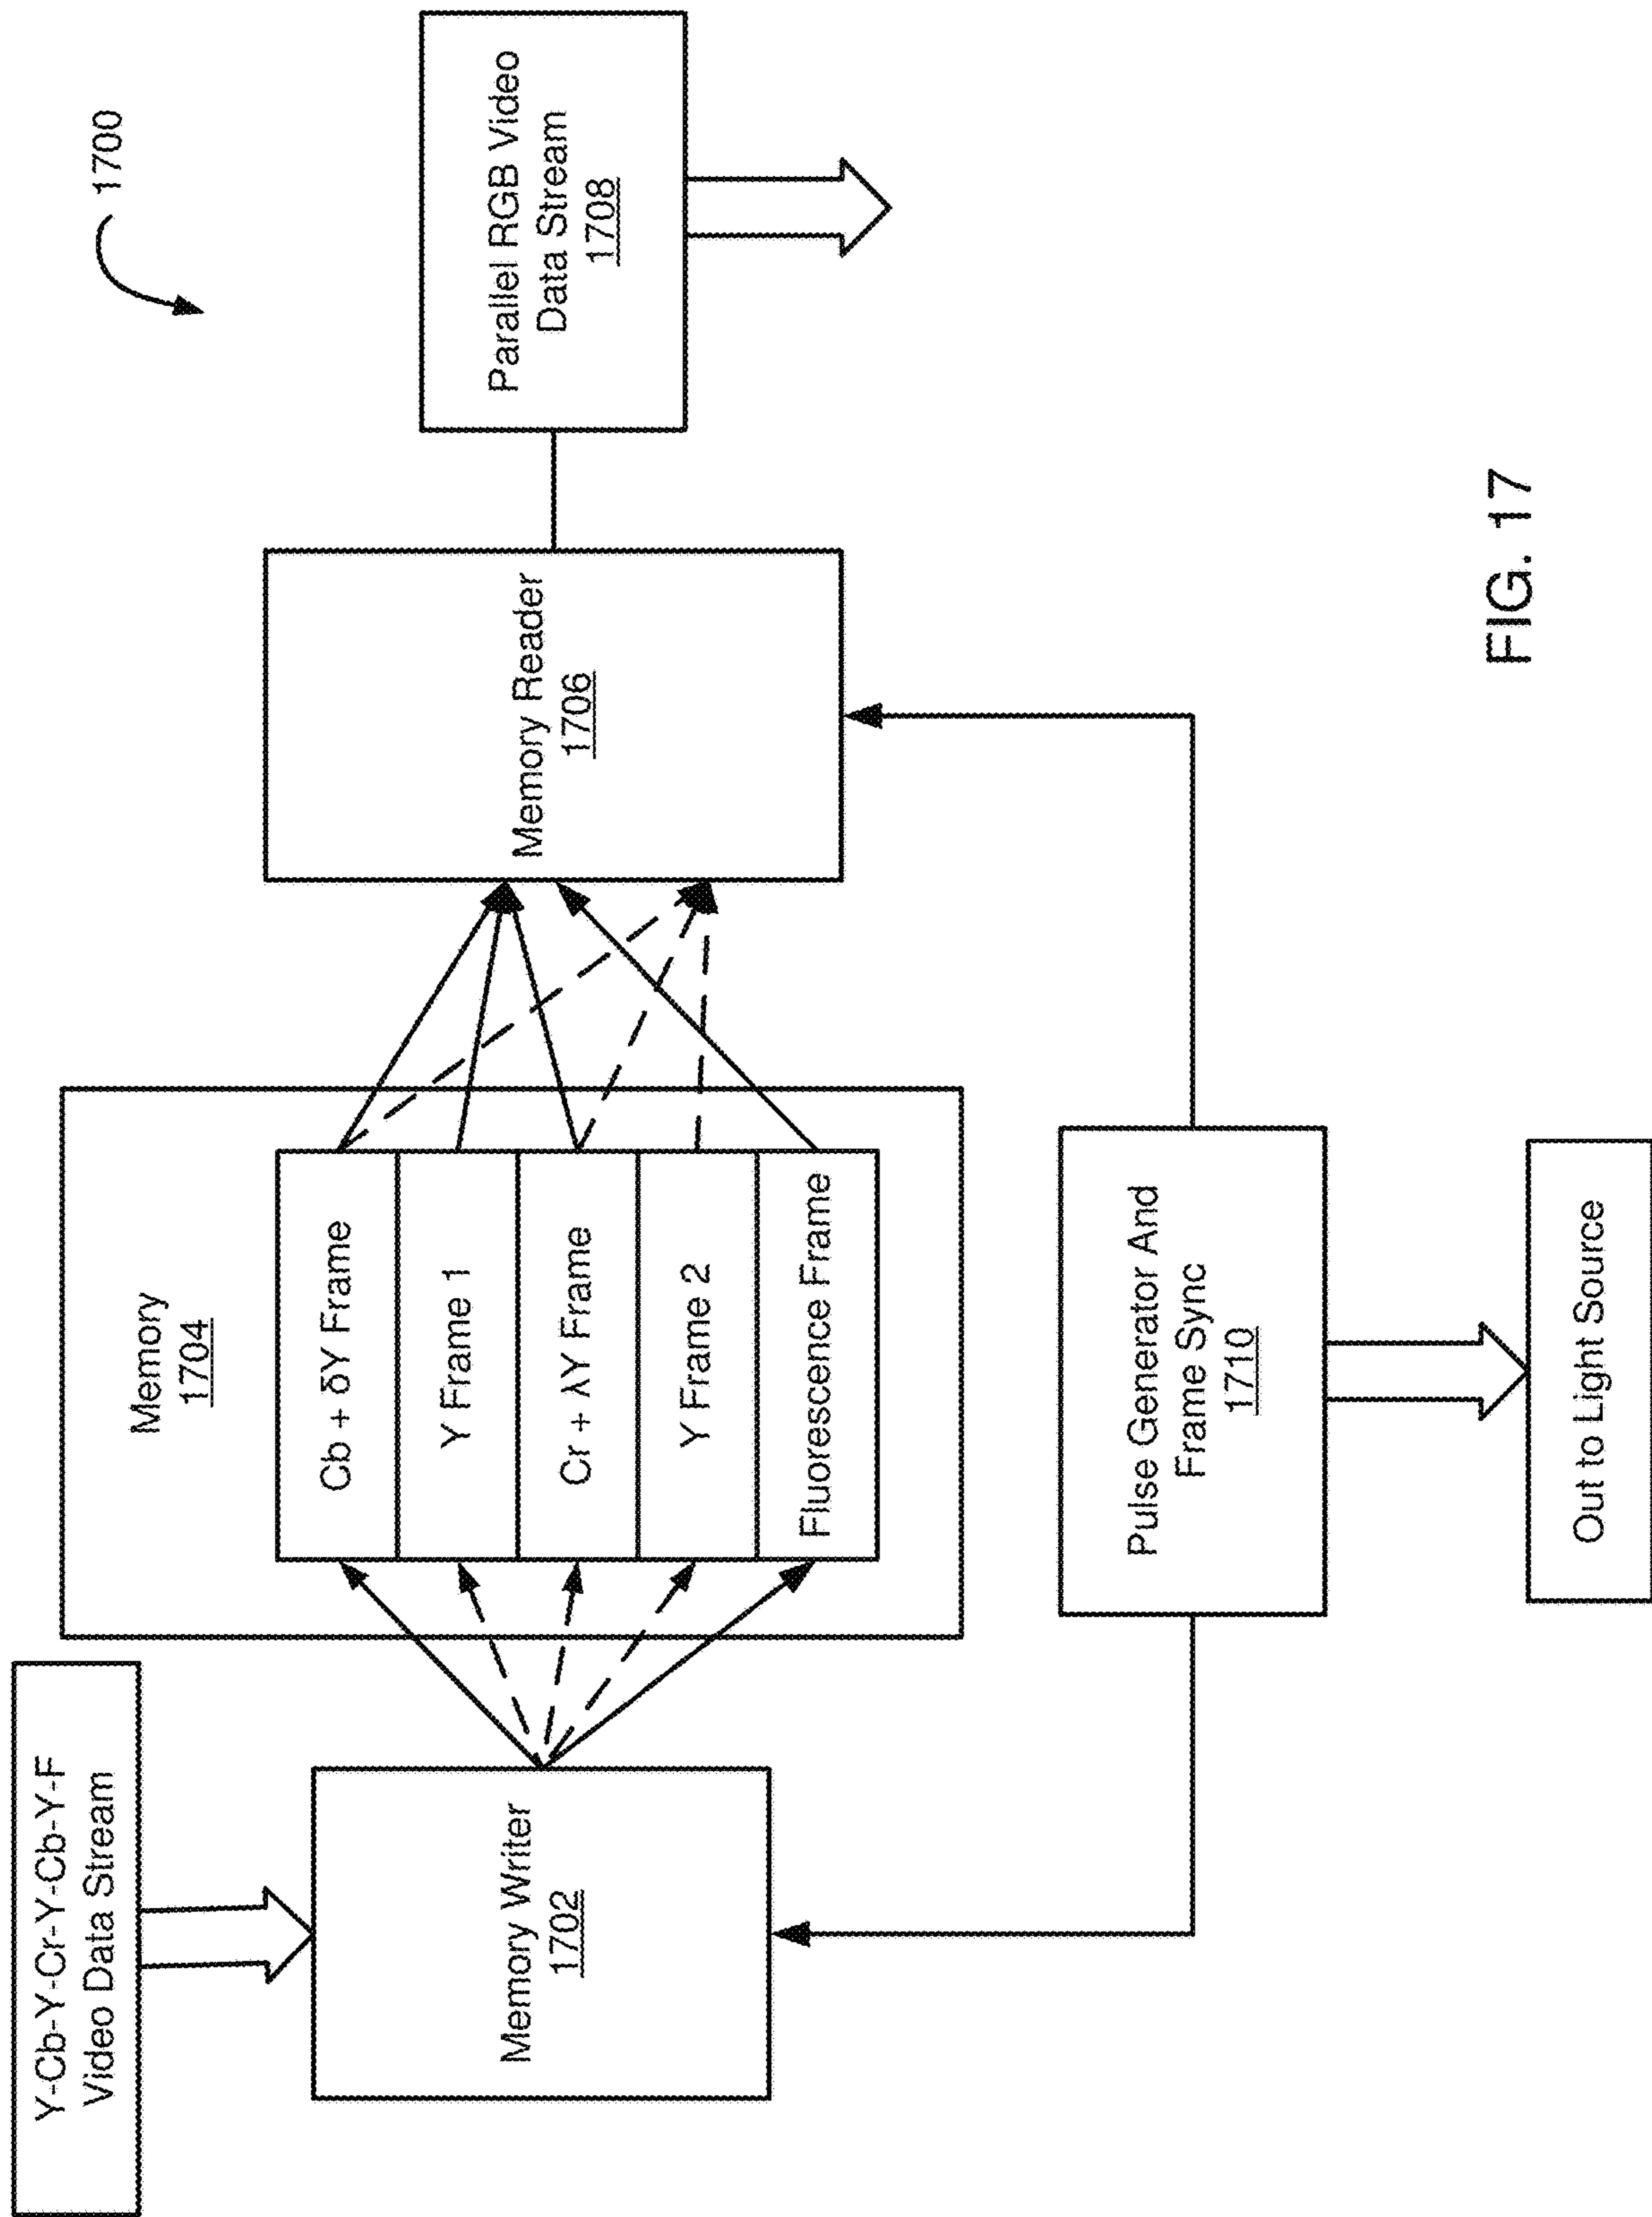 1700
Y-Cb-Y-Cr-Y-Cb-Y-F
Video Data Stream
Memory Writer
1702
Memory
1704
Cb + δY Frame
Y Frame 1
Cr + λY Frame
Y Frame 2
Fluorescence Frame
Memory Reader
1706
Parallel RGB Video
Data Stream
1708
Pulse Generator And
Frame Sync
1710
Out to Light Source
FIG. 17